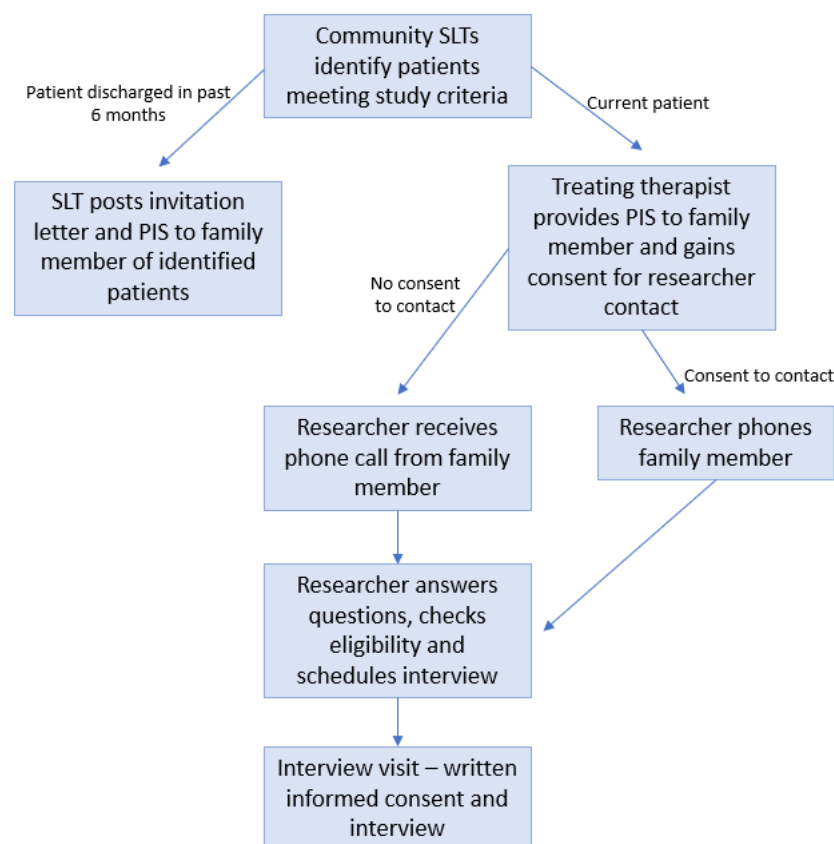 Community SLTs
identify patients
meeting study criteria
Patient discharged in past
6 months
Current patient
SLT posts invitation
letter and PIS to family
member of identified
patients
Treating therapist
provides PIS to family
member and gains
consent for researcher
contact
No consent
to contact
Consent to contact
Researcher receives
phone call from family
member
Researcher phones
family member
Researcher answers
questions, checks
eligibility and
schedules interview
Interview visit – written
informed consent and
interview